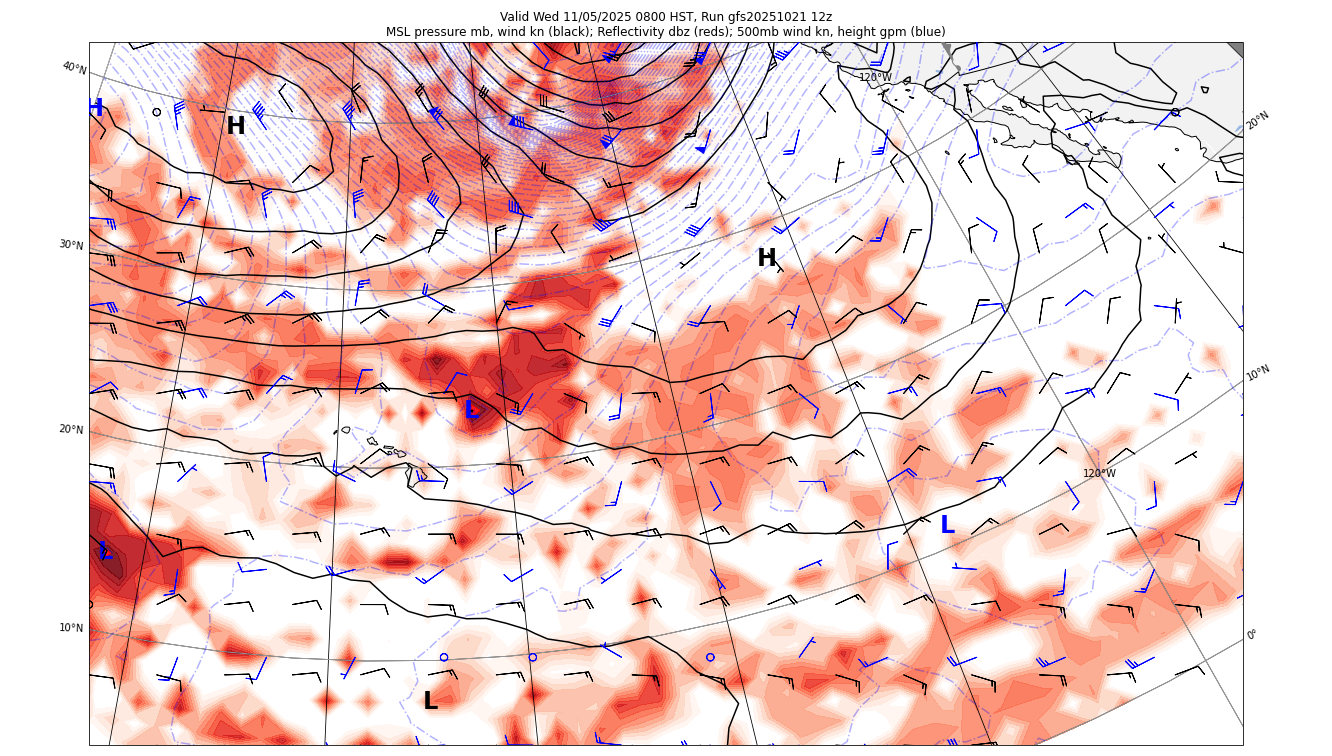 Valid Wed 11/05/2025 0800 HST, Run gfs20251021 12z
MSL pressure mb, wind kn (black); Reflectivity dbz (reds); 500mb wind kn, height gpm (blue)
40°N
120°W
20°N
H
H
30°N
H
10°N
L
20°N
120°W
L
L
10°N
0°
L